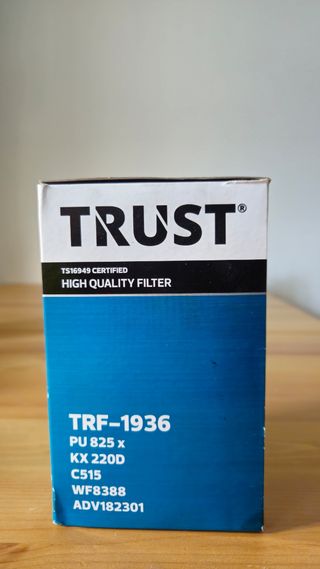 TRUST®
TS16949 CERTIFIED
HIGH QUALITY FILTER
TRF-1936
PU 825 x
KX 220D
C515
WF8388
ADV182301